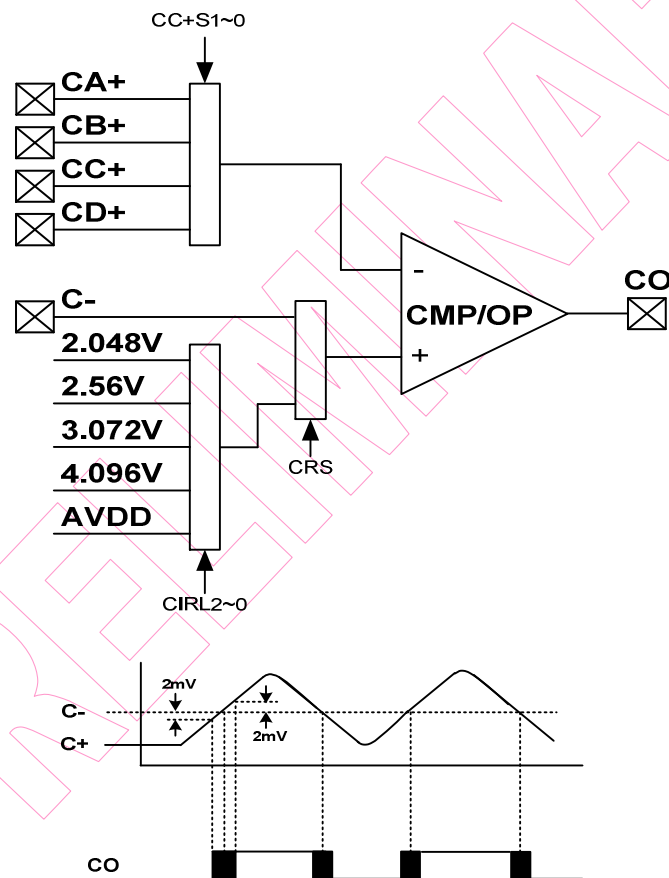 CC+S1~0
CA+
CB+
CC+
CD+
C-
2.048V
2.56V
3.072V
4.096V
AVDD
-
+
CMP/OP
CO
CRS
CIRL2~0
2mV
C-
C+
2mV
CO